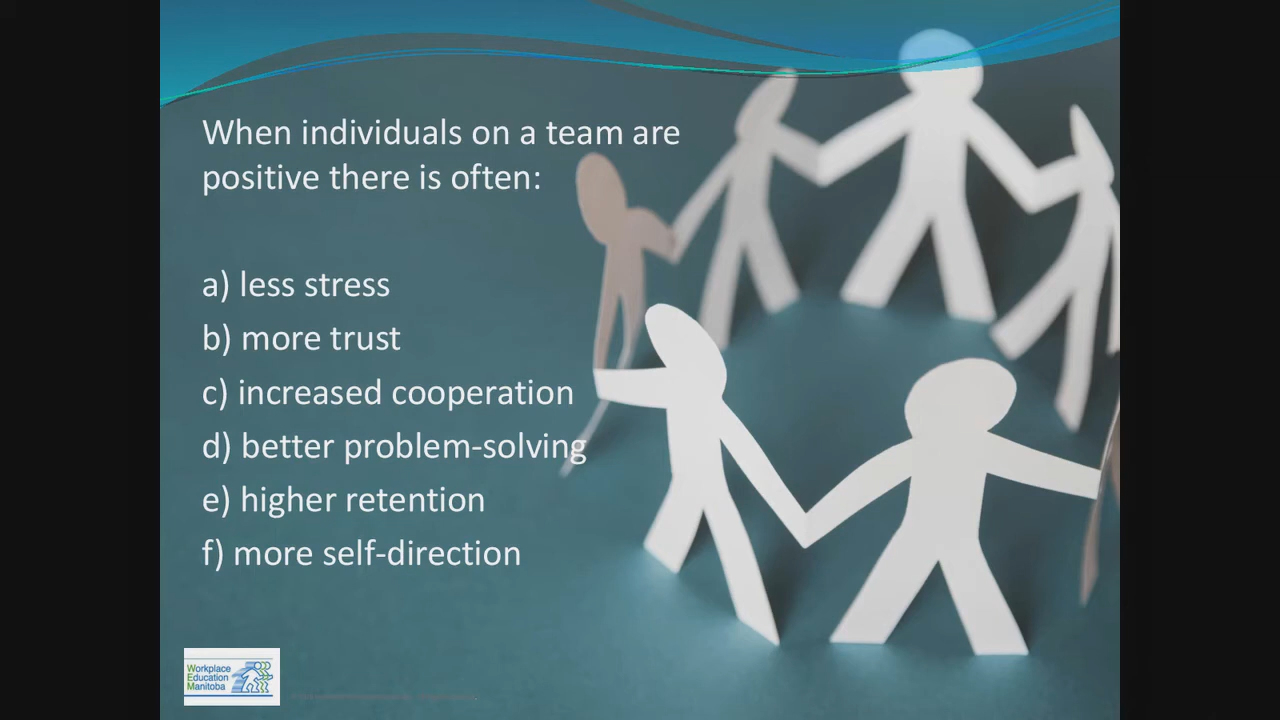 When individuals on a team are
positive there is often:
a) less stress
b) more trust
c) increased cooperation
d) better problem-solving
e) higher retention
f) more self-direction
Workplace
Education
Manitoba